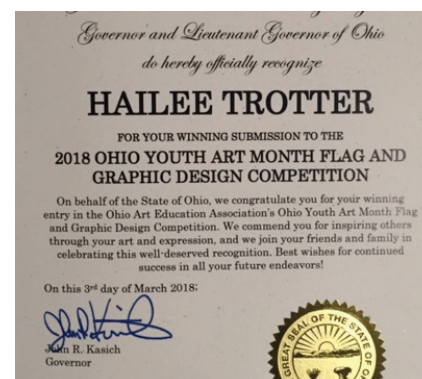 Governor and Lieutenant Governor of Ohio
do hereby officially recognize
HAILEE TROTTER
FOR YOUR WINNING SUBMISSION TO THE
2018 OHIO YOUTH ART MONTH FLAG AND
GRAPHIC DESIGN COMPETITION
On behalf of the State of Ohio, we congratulate you for your winning
entry in the Ohio Art Education Association's Ohio Youth Art Month Flag
and Graphic Design Competition. We commend you for inspiring others
through your art and expression, and we join your friends and family in
celebrating this well-deserved recognition. Best wishes for continued
success in all your future endeavors!
On this 3rd day of March 2018:
John R. Kasich
Governor
GREAT SEAL OF THE STATE OF O